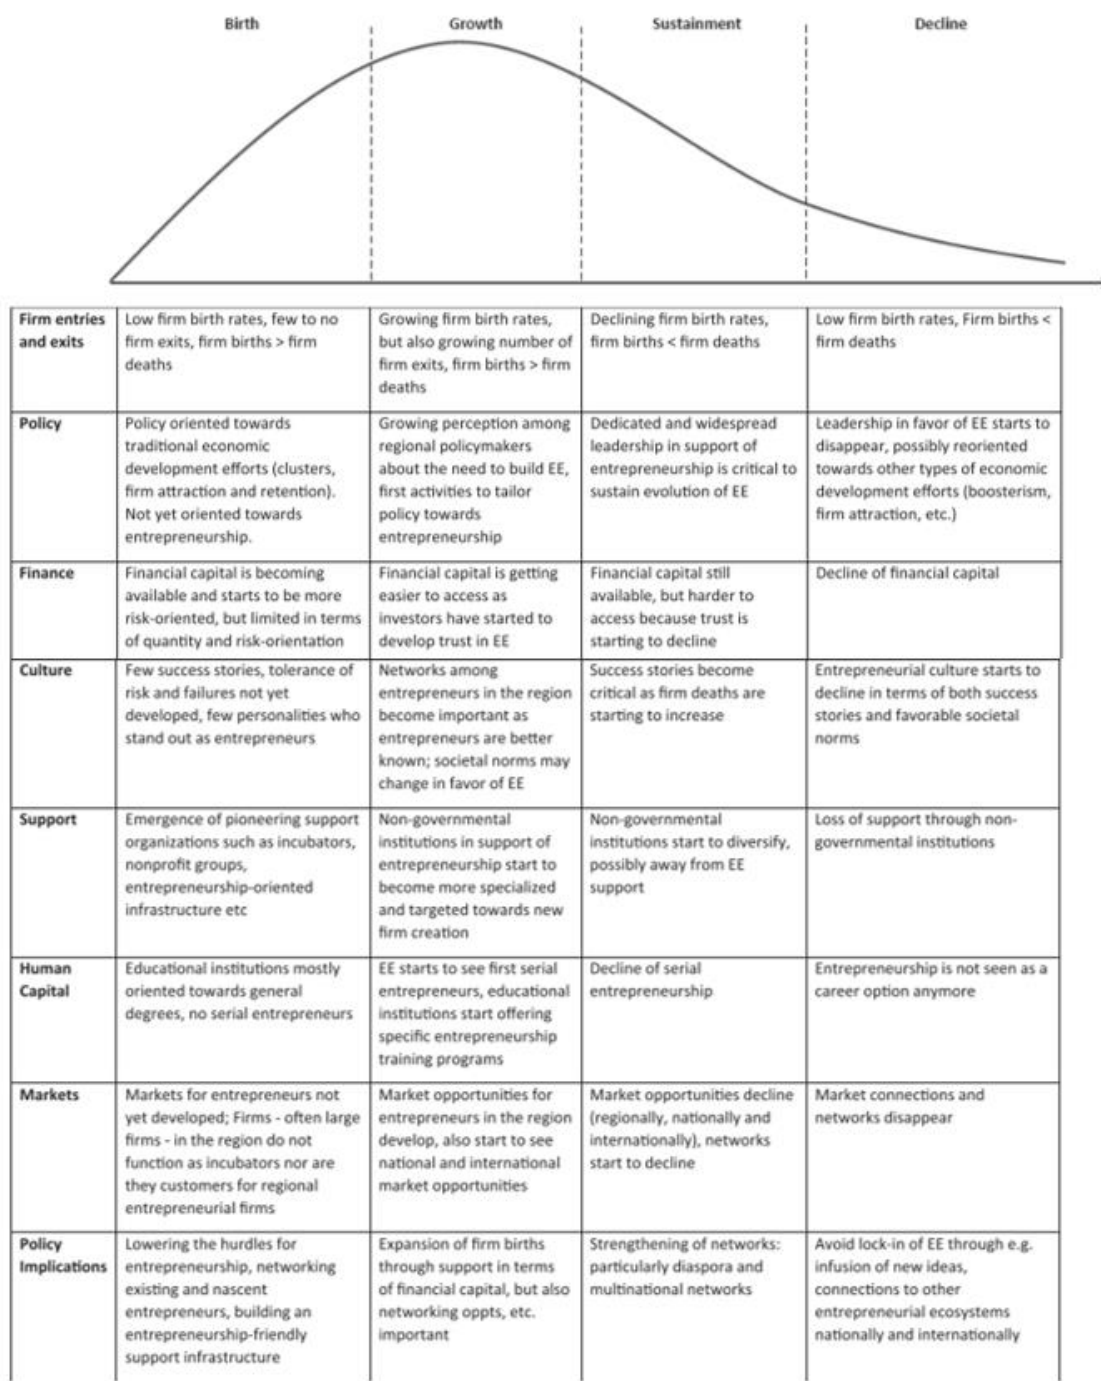 Birth
Growth
Sustainment
Decline
Firm entries
and exits
Low firm birth rates, few to no
firm exits, firm births > firm
deaths
Growing firm birth rates,
but also growing number of
firm exits, firm births > firm
deaths
Declining firm birth rates,
firm births < firm deaths
Low firm birth rates, Firm births <
firm deaths
Policy
Policy oriented towards
traditional economic
development efforts (clusters,
firm attraction and retention).
Not yet oriented towards
entrepreneurship.
Growing perception among
regional policymakers
about the need to build EE,
first activities to tailor
policy towards
entrepreneurship
Dedicated and widespread
leadership in support of
entrepreneurship is critical to
sustain evolution of EE
Leadership in favor of EE starts to
disappear, possibly reoriented
towards other types of economic
development efforts (boosterism,
firm attraction, etc.)
Finance
Financial capital is becoming
available and starts to be more
risk-oriented, but limited in terms
of quantity and risk-orientation
Financial capital is getting
easier to access as
investors have started to
develop trust in EE
Financial capital still
available, but harder to
access because trust is
starting to decline
Decline of financial capital
Culture
Few success stories, tolerance of
risk and failures not yet
developed, few personalities who
stand out as entrepreneurs
Networks among
entrepreneurs in the region
become important as
entrepreneurs are better
known; societal norms may
change in favor of EE
Success stories become
critical as firm deaths are
starting to increase
Entrepreneurial culture starts to
decline in terms of both success
stories and favorable societal
norms
Support
Emergence of pioneering support
organizations such as incubators,
nonprofit groups,
entrepreneurship-oriented
infrastructure etc
Non-governmental
institutions in support of
entrepreneurship start to
become more specialized
and targeted towards new
firm creation
Non-governmental
institutions start to diversify,
possibly away from EE
support
Loss of support through non-
governmental institutions
Human
Capital
Educational institutions mostly
oriented towards general
degrees, no serial entrepreneurs
EE starts to see first serial
entrepreneurs, educational
institutions start offering
specific entrepreneurship
training programs
Decline of serial
entrepreneurship
Entrepreneurship is not seen as a
career option anymore
Markets
Markets for entrepreneurs not
yet developed; Firms - often large
firms - in the region do not
function as incubators nor are
they customers for regional
entrepreneurial firms
Market opportunities for
entrepreneurs in the region
develop, also start to see
national and international
market opportunities
Market opportunities decline
(regionally, nationally and
internationally), networks
start to decline
Market connections and
networks disappear
Policy
Implications
Lowering the hurdles for
entrepreneurship, networking
existing and nascent
entrepreneurs, building an
entrepreneurship-friendly
support infrastructure
Expansion of firm births
through support in terms
of financial capital, but also
networking oppts, etc.
important
Strengthening of networks:
particularly diaspora and
multinational networks
Avoid lock-in of EE through e.g.
infusion of new ideas,
connections to other
entrepreneurial ecosystems
nationally and internationally